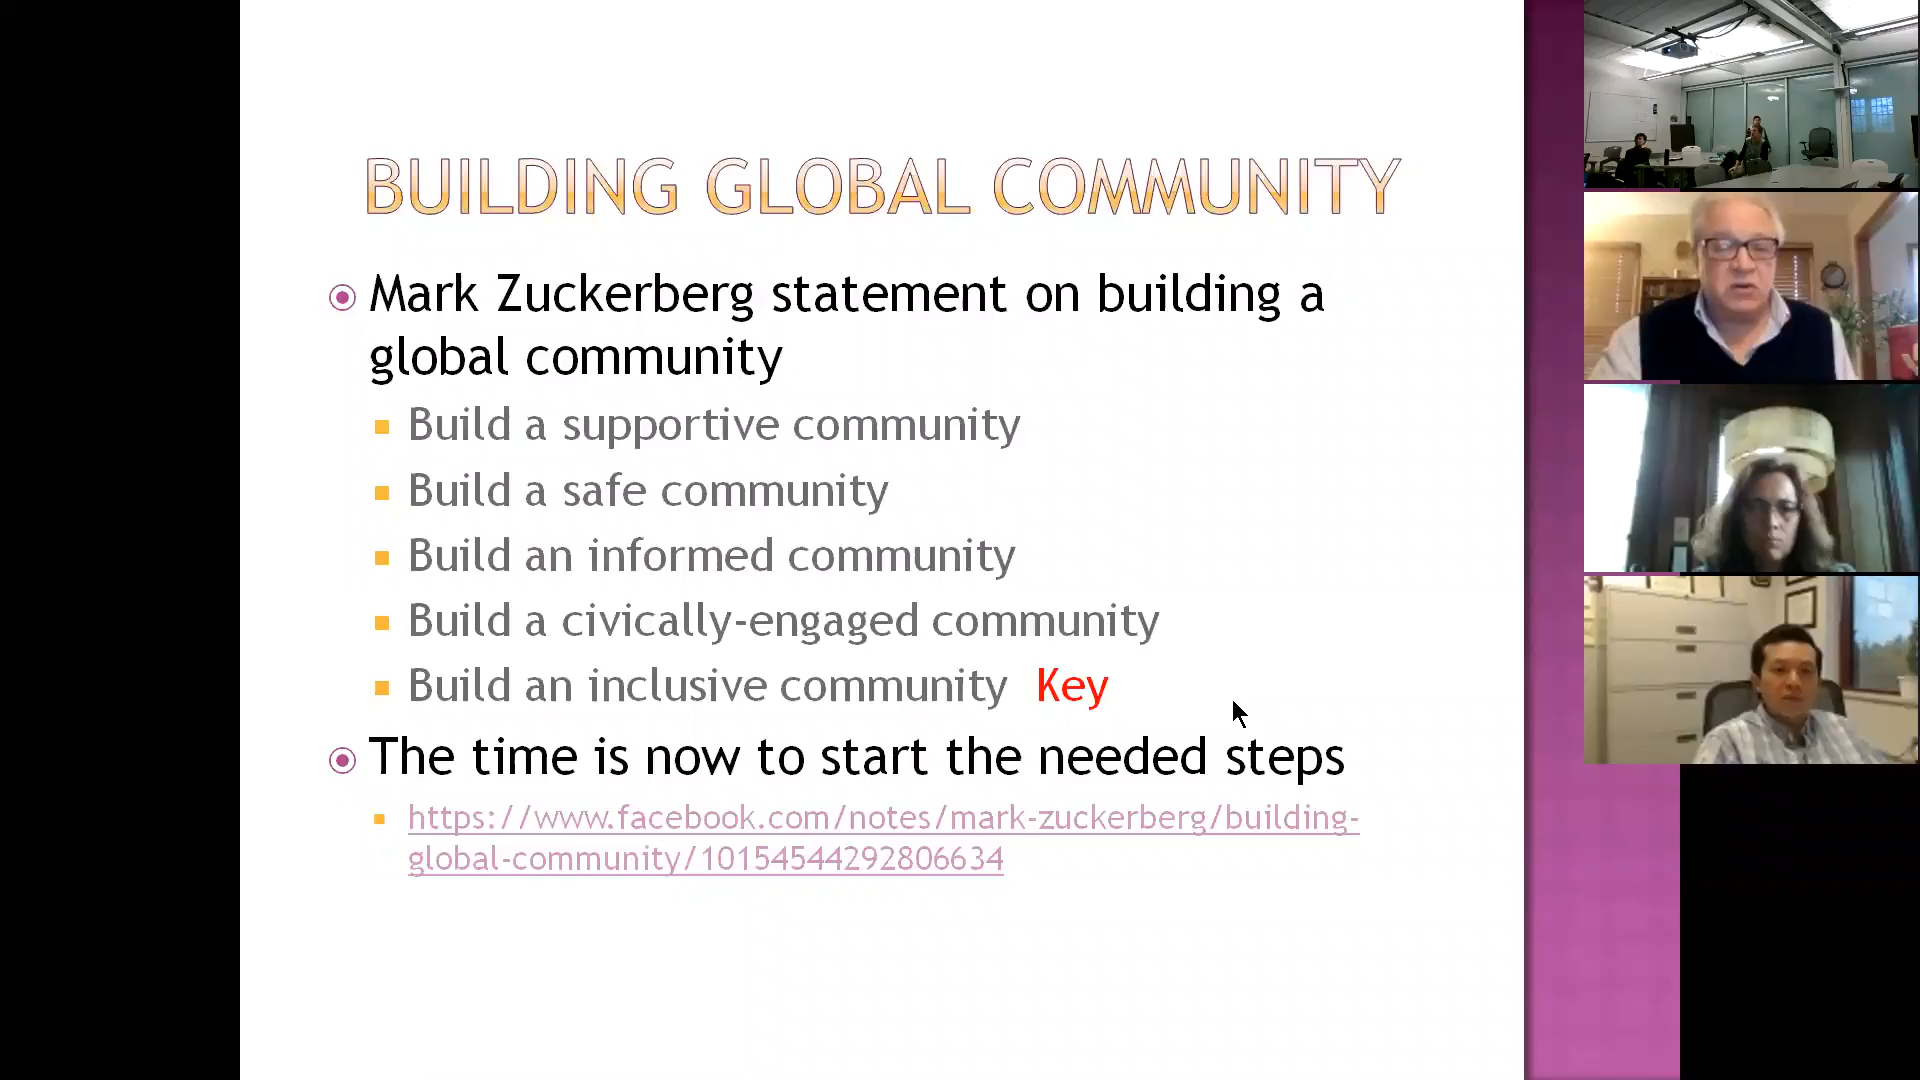 BUILDING GLOBAL COMMUNITY
Mark Zuckerberg statement on building a
global community
Build a supportive community
Build a safe community
Build an informed community
Build a civically-engaged community
Build an inclusive community Key
The time is now to start the needed steps
https://www.facebook.com/notes/mark-zuckerberg/building-
global-community/10154544292806634